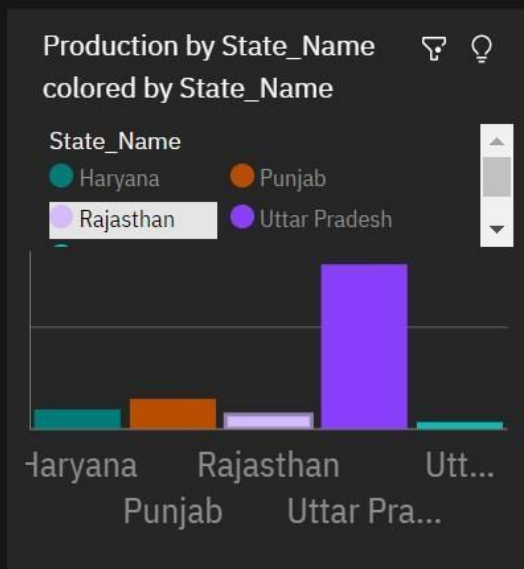 Production by State_Name
colored by State_Name
State_Name
Haryana Punjab
Rajasthan Uttar Pradesh
Haryana Rajasthan Utt...
Punjab Uttar Pra...